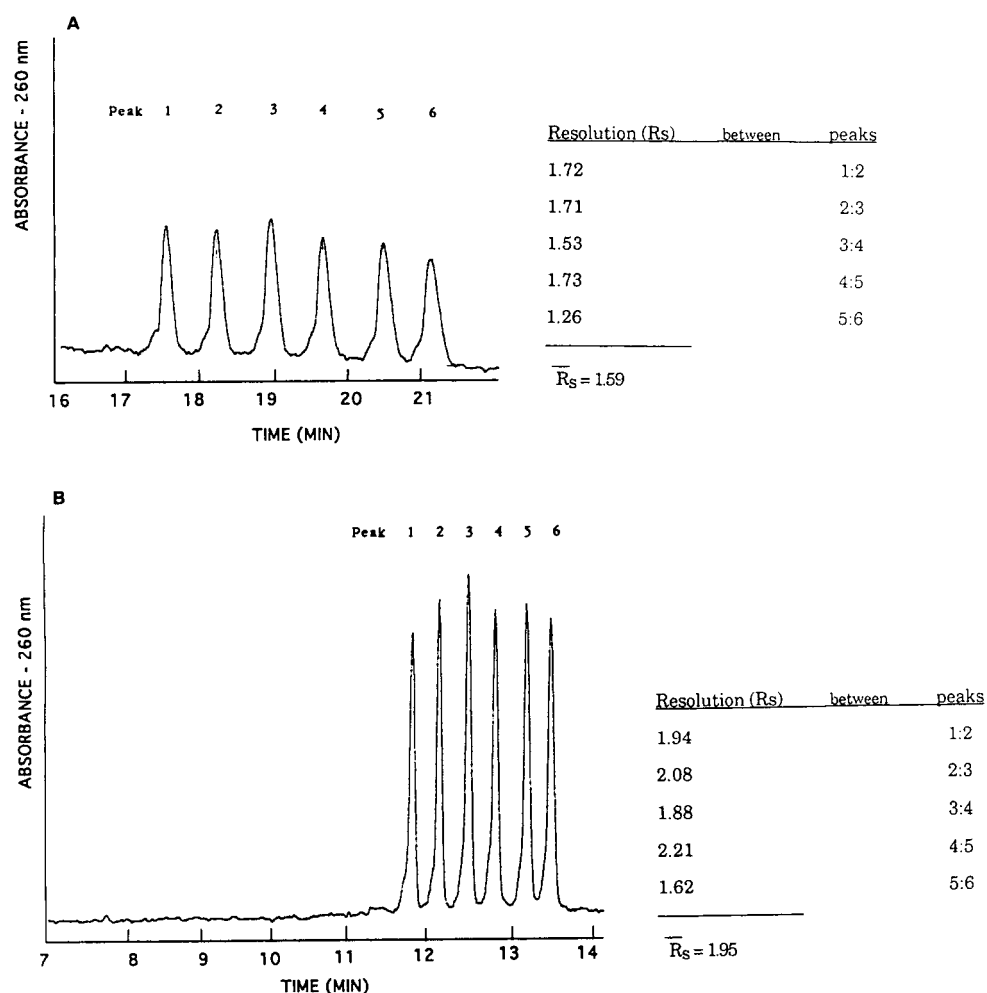 A
ABSORBANCE - 260 nm
Peak 1 2 3 4 5 6
16 17 18 19 20 21
TIME (MIN)
Resolution (Rs) between peaks
1.72 1:2
1.71 2:3
1.53 3:4
1.73 4:5
1.26 5:6
R̅s = 1.59
B
ABSORBANCE - 260 nm
Peak 1 2 3 4 5 6
7 8 9 10 11 12 13 14
TIME (MIN)
Resolution (Rs) between peaks
1.94 1:2
2.08 2:3
1.88 3:4
2.21 4:5
1.62 5:6
R̅s = 1.95